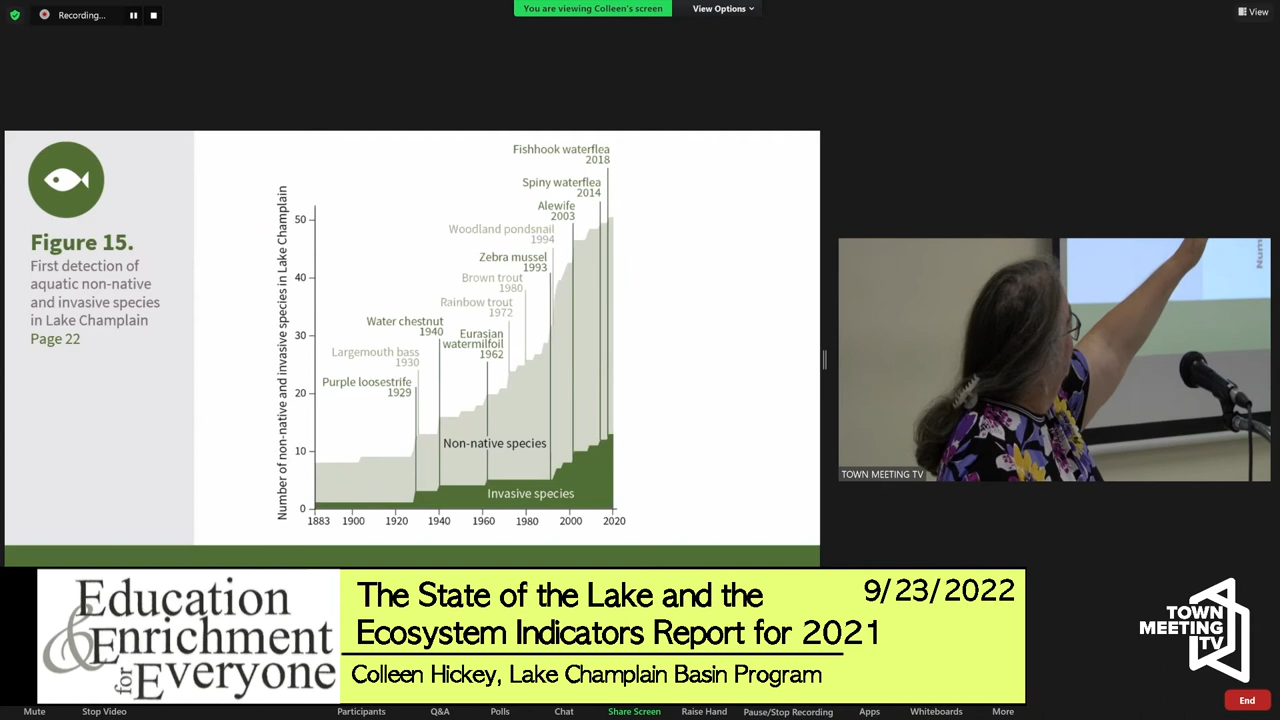 Recording...
You are viewing Colleen's screen
View Options
View
Figure 15.
First detection of
aquatic non-native
and invasive species
in Lake Champlain
Page 22
Number of non-native and invasive species in Lake Champlain
50
40
30
20
10
0
1883
1900
1920
1940
1960
1980
2000
2020
Purple loosestrife
1929
Largemouth bass
1930
Water chestnut
1940
Eurasian
watermilfoil
1962
Rainbow trout
1972
Brown trout
1980
Zebra mussel
1993
Woodland pondsnail
1994
Alewife
2003
Spiny waterflea
2014
Fishhook waterflea
2018
Non-native species
Invasive species
Num
TOWN MEETING TV
Education
& Enrichment
for Everyone
The State of the Lake and the
Ecosystem Indicators Report for 2021
9/23/2022
Colleen Hickey, Lake Champlain Basin Program
TOWN
MEETING
TV
Mute
Stop Video
Participants
Q&A
Polls
Chat
Share Screen
Raise Hand
Pause/Stop Recording
Apps
Whiteboards
More
End